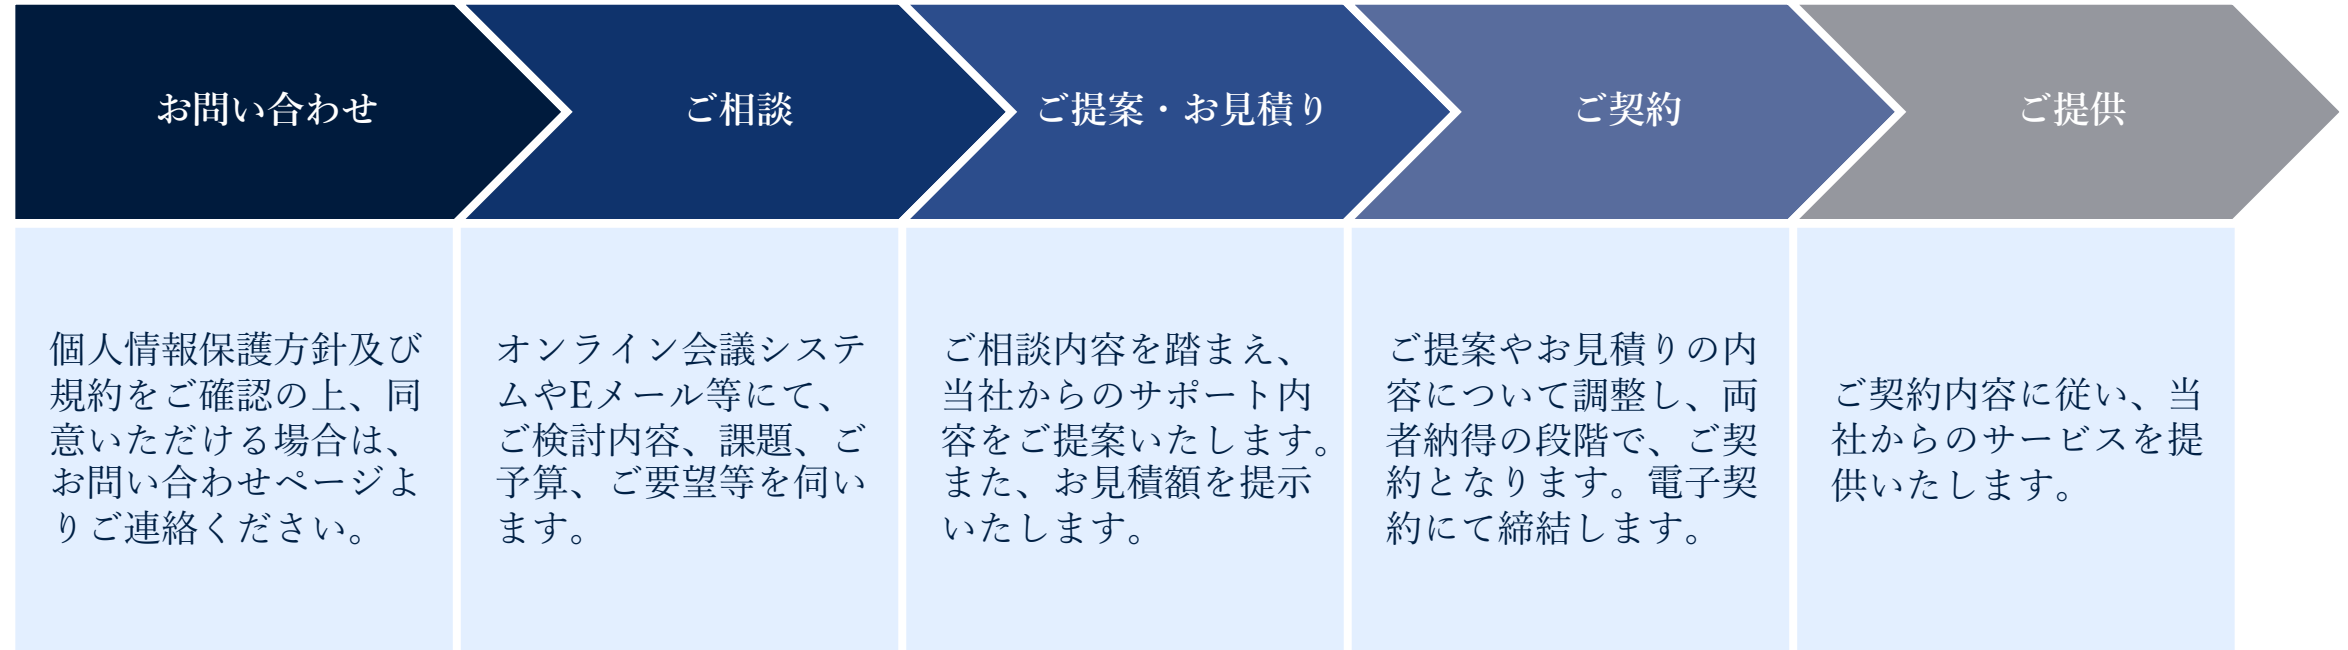 お問い合わせ
ご相談
ご提案・お見積り
ご契約
ご提供
個人情報保護方針及び
規約をご確認の上、同
意いただける場合は、
お問い合わせページよ
りご連絡ください。
オンライン会議システ
ムやEメール等にて、
ご検討内容、課題、ご
予算、ご要望等を伺い
ます。
ご相談内容を踏まえ、
当社からのサポート内
容をご提案いたします。
また、お見積額を提示
いたします。
ご提案やお見積りの内
容について調整し、両
者納得の段階で、ご契
約となります。電子契
約にて締結します。
ご契約内容に従い、当
社からのサービスを提
供いたします。